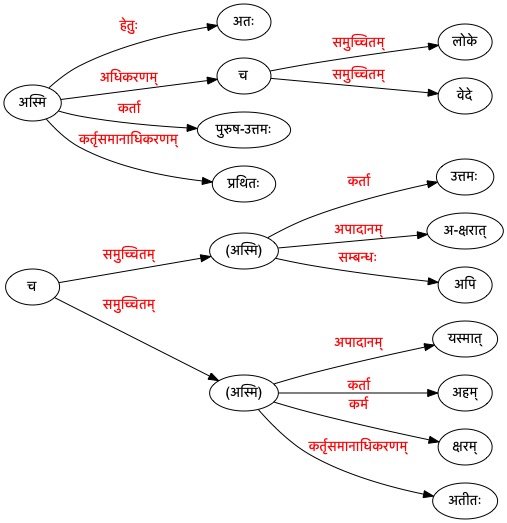 हेतुः
अतः
समुच्चितम्
लोके
अधिकरणम्
च
अस्मि
समुच्चितम्
वेदे
कर्ता
पुरुष-उत्तमः
कर्तृसमानाधिकरणम्
प्रथितः
कर्ता
उत्तमः
समुच्चितम्
(अस्मि)
अपादानम्
अ-क्षरात्
सम्बन्धः
अपि
च
समुच्चितम्
अपादानम्
यस्मात्
(अस्मि)
कर्ता
अहम्
कर्म
क्षरम्
कर्तृसमानाधिकरणम्
अतीतः